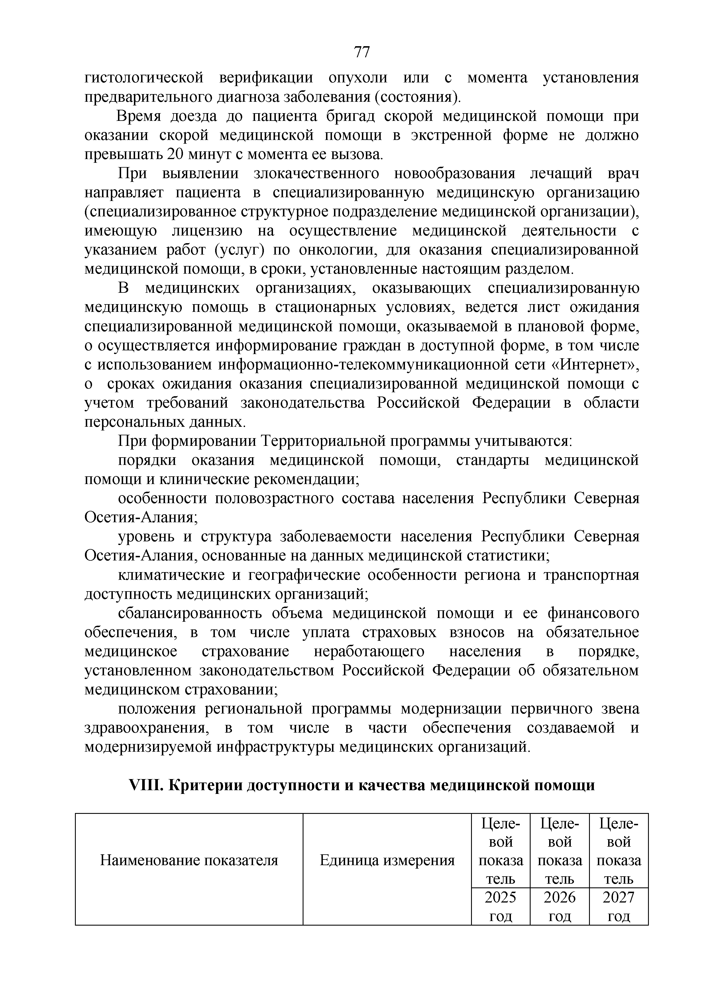 77
гистологической верификации опухоли или с момента установления
предварительного диагноза заболевания (состояния).
Время доезда до пациента бригад скорой медицинской помощи при
оказании скорой медицинской помощи в экстренной форме не должно
превышать 20 минут с момента ее вызова.
При выявлении злокачественного новообразования лечащий врач
направляет пациента в специализированную медицинскую организацию
(специализированное структурное подразделение медицинской организации),
имеющую лицензию на осуществление медицинской деятельности с
указанием работ (услуг) по онкологии, для оказания специализированной
медицинской помощи, в сроки, установленные настоящим разделом.
В медицинских организациях, оказывающих специализированную
медицинскую помощь в стационарных условиях, ведется лист ожидания
специализированной медицинской помощи, оказываемой в плановой форме,
о осуществляется информирование граждан в доступной форме, в том числе
с использованием информационно-телекоммуникационной сети «Интернет»,
о сроках ожидания оказания специализированной медицинской помощи с
учетом требований законодательства Российской Федерации в области
персональных данных.
При формировании Территориальной программы учитываются:
порядки оказания медицинской помощи, стандарты медицинской
помощи и клинические рекомендации;
особенности половозрастного состава населения Республики Северная
Осетия-Алания;
уровень и структура заболеваемости населения Республики Северная
Осетия-Алания, основанные на данных медицинской статистики;
климатические и географические особенности региона и транспортная
доступность медицинских организаций;
сбалансированность объема медицинской помощи и ее финансового
обеспечения, в том числе уплата страховых взносов на обязательное
медицинское страхование неработающего населения в порядке,
установленном законодательством Российской Федерации об обязательном
медицинском страховании;
положения региональной программы модернизации первичного звена
здравоохранения, в том числе в части обеспечения создаваемой и
модернизируемой инфраструктуры медицинских организаций.
VIII. Критерии доступности и качества медицинской помощи
Наименование показателя
Единица измерения
Целе-
вой
показа
тель
Целе-
вой
показа
тель
Целе-
вой
показа
тель
2025
год
2026
год
2027
год